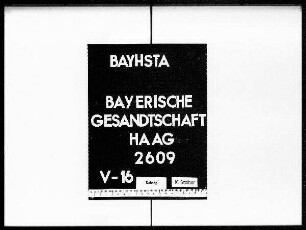 BAYHSTA
BAYERISCHE
GESANDTSCHAFT
HAAG
2609
V-16